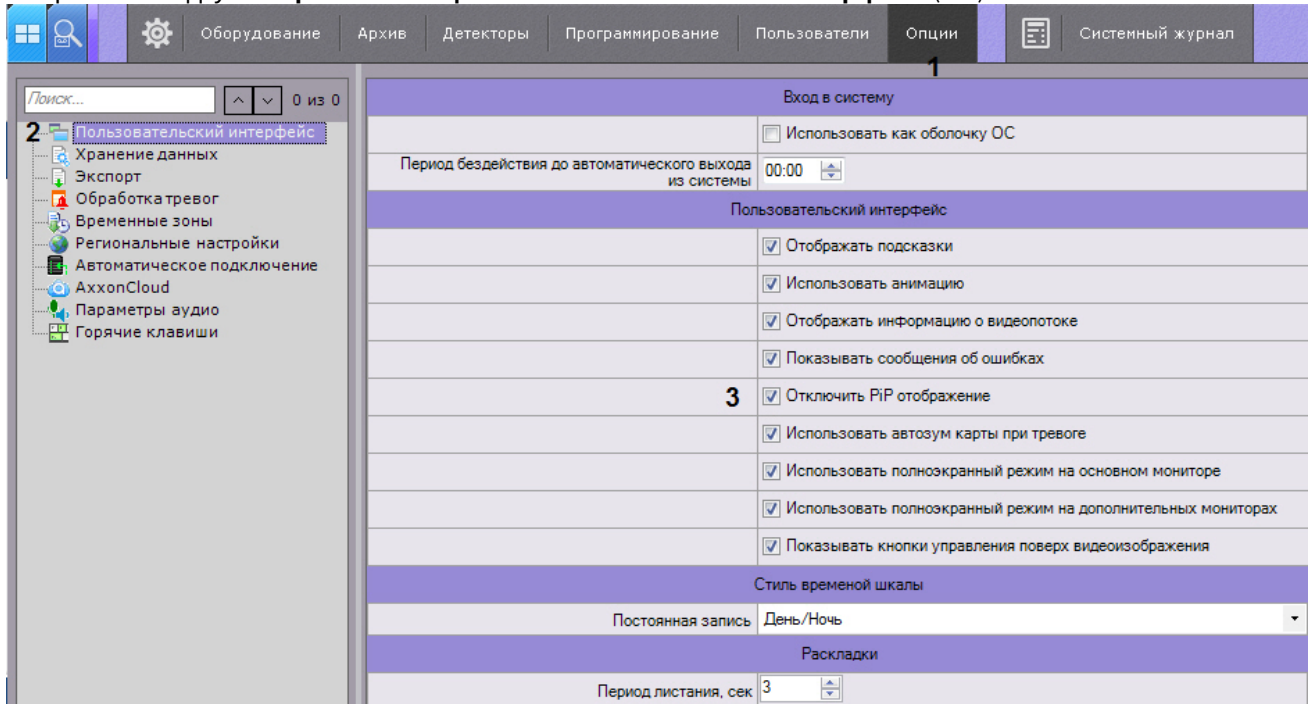 Оборудование Архив Детекторы Программирование Пользователи Опции Системный журнал
1
Поиск... 0 из 0
2 Пользовательский интерфейс
Хранение данных
Экспорт
Обработка тревог
Временные зоны
Региональные настройки
Автоматическое подключение
AxxonCloud
Параметры аудио
Горячие клавиши
Вход в систему
Использовать как оболочку ОС
Период бездействия до автоматического выхода
из системы 00:00
Пользовательский интерфейс
Отображать подсказки
Использовать анимацию
Отображать информацию о видеопотоке
Показывать сообщения об ошибках
3 Отключить PiP отображение
Использовать автозум карты при тревоге
Использовать полноэкранный режим на основном мониторе
Использовать полноэкранный режим на дополнительных мониторах
Показывать кнопки управления поверх видеоизображения
Стиль временой шкалы
Постоянная запись День/Ночь
Раскладки
Период листания, сек 3